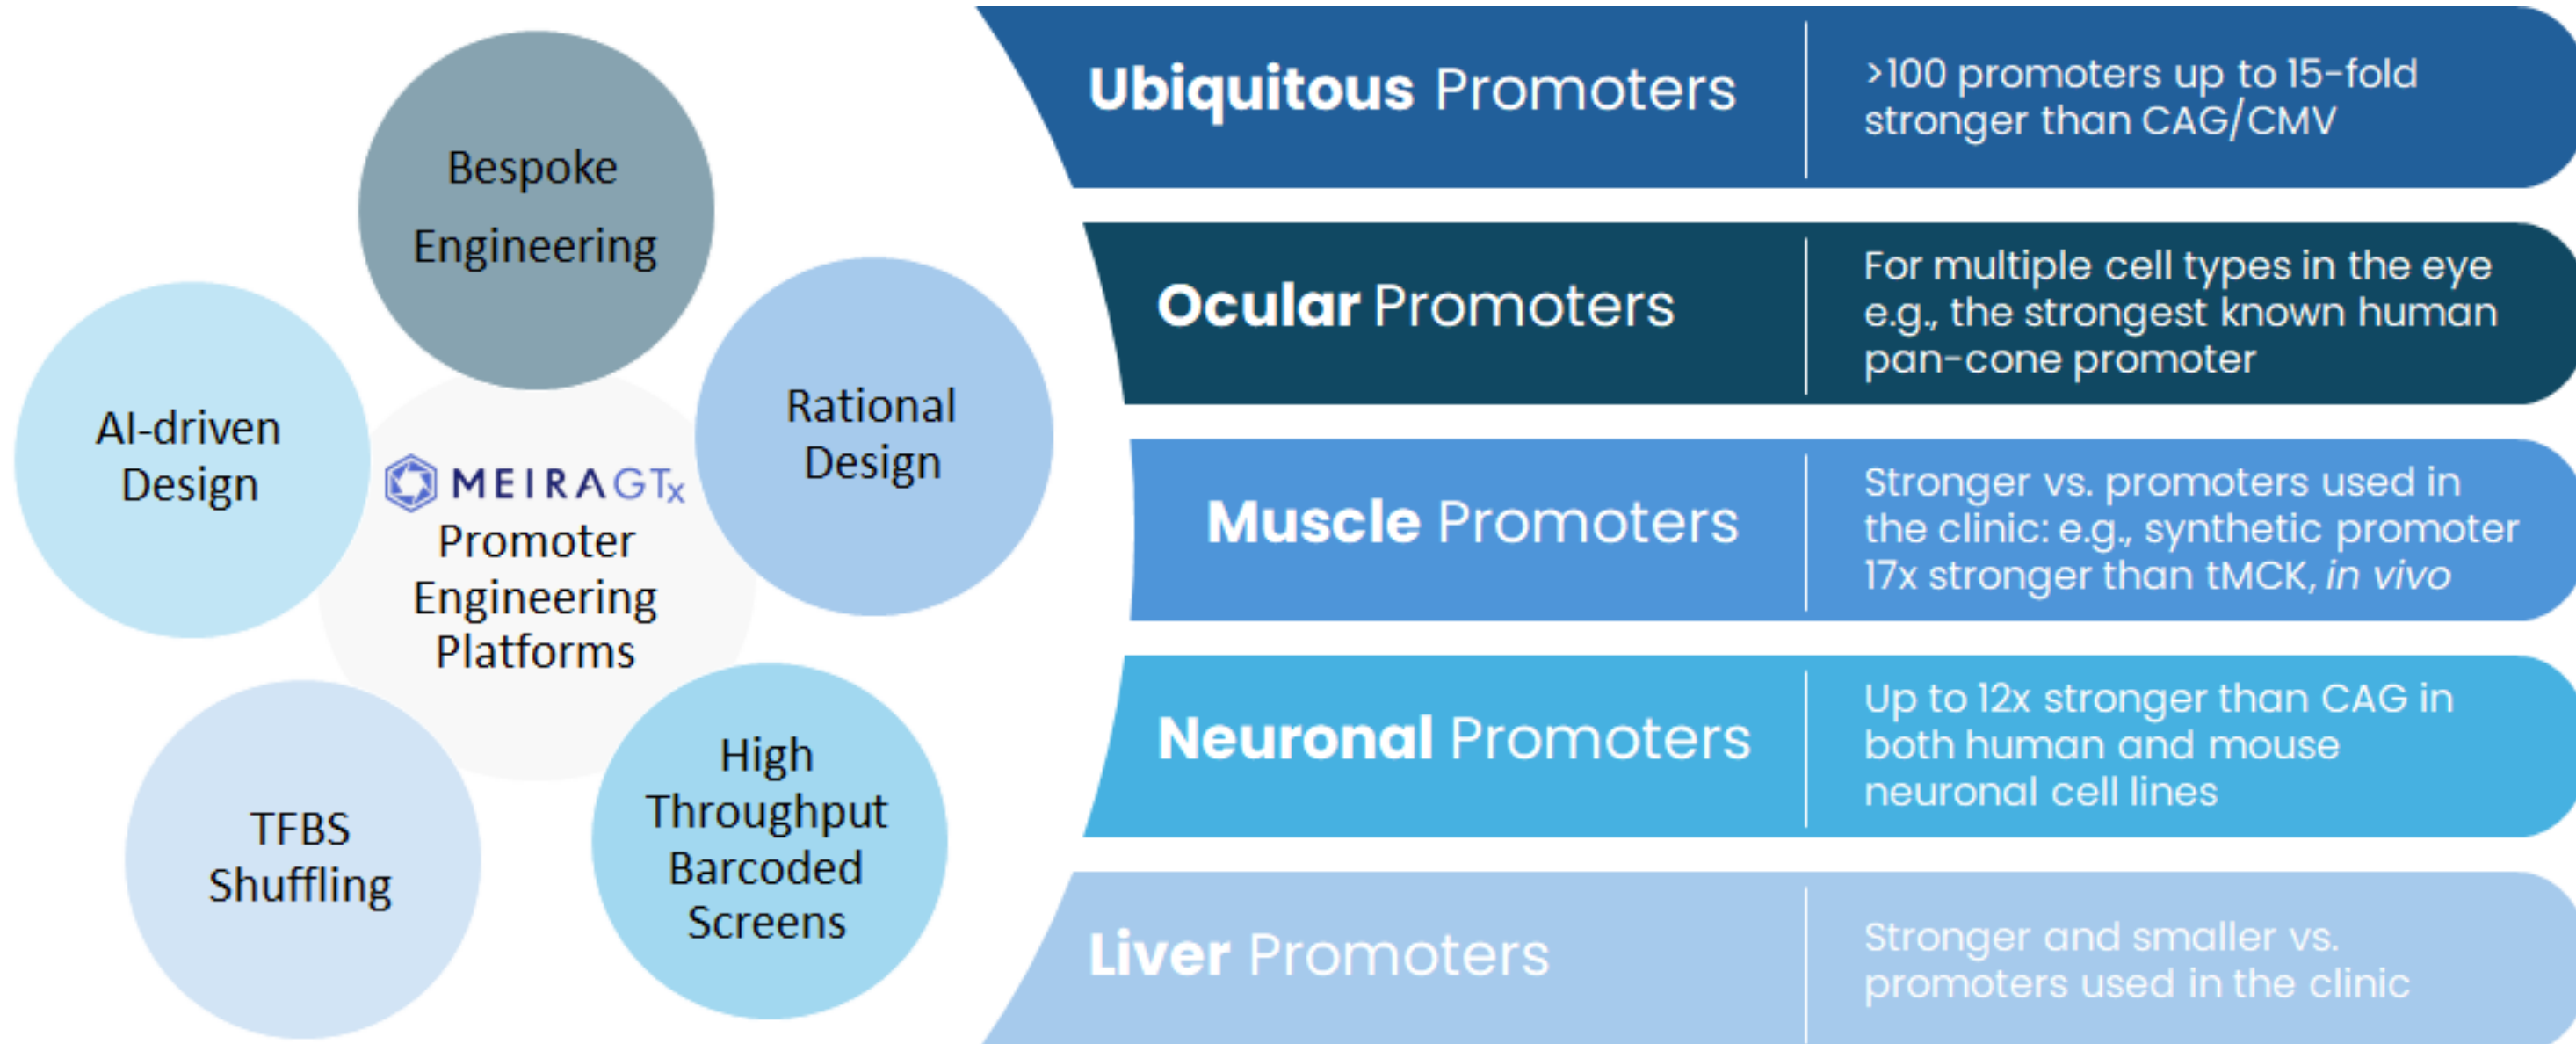 Bespoke
Engineering
AI-driven
Design
Rational
Design
MEIRAGTx
Promoter
Engineering
Platforms
TFBS
Shuffling
High
Throughput
Barcoded
Screens
Ubiquitous Promoters
>100 promoters up to 15-fold
stronger than CAG/CMV
Ocular Promoters
For multiple cell types in the eye
e.g., the strongest known human
pan-cone promoter
Muscle Promoters
Stronger vs. promoters used in
the clinic: e.g., synthetic promoter
17x stronger than tMCK, in vivo
Neuronal Promoters
Up to 12x stronger than CAG in
both human and mouse
neuronal cell lines
Liver Promoters
Stronger and smaller vs.
promoters used in the clinic